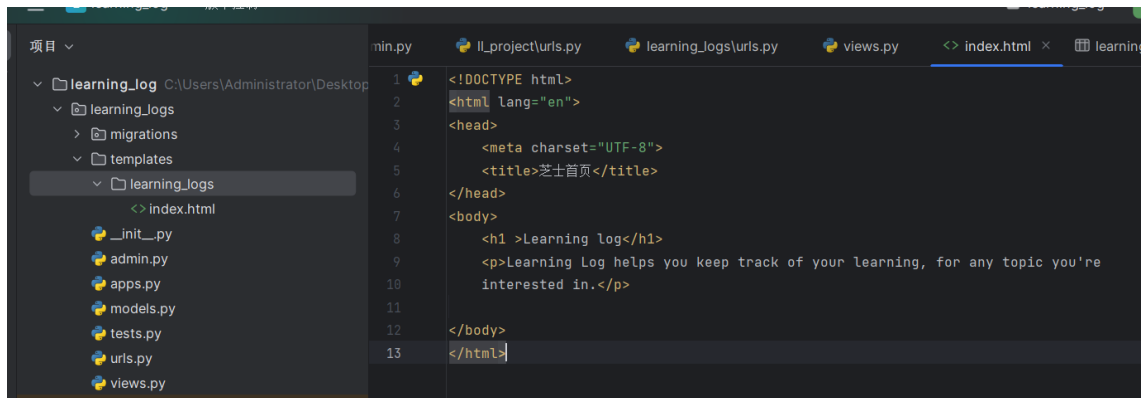 项目
min.py
ll_project\urls.py
learning_logs\urls.py
views.py
<> index.html ×
learning
learning_log C:\Users\Administrator\Desktop
learning_logs
migrations
templates
learning_logs
<> index.html
__init__.py
admin.py
apps.py
models.py
tests.py
urls.py
views.py
1 <!DOCTYPE html>
2 <html lang="en">
3 <head>
4 <meta charset="UTF-8">
5 <title>芝士首页</title>
6 </head>
7 <body>
8 <h1 >Learning log</h1>
9 <p>Learning Log helps you keep track of your learning, for any topic you're
10 interested in.</p>
11
12 </body>
13 </html>